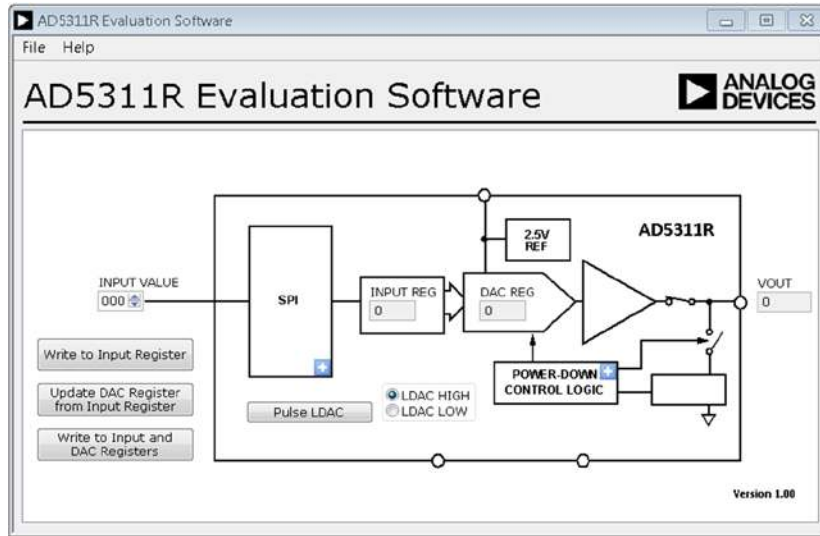 AD5311R Evaluation Software
File Help
AD5311R Evaluation Software
ANALOG
DEVICES
AD5311R
2.5V
REF
INPUT VALUE
000
SPI
INPUT REG
0
DAC REG
0
VOUT
0
Write to Input Register
Update DAC Register
from Input Register
Write to Input and
DAC Registers
Pulse LDAC
LDAC HIGH
LDAC LOW
POWER-DOWN
CONTROL LOGIC
Version 1.00